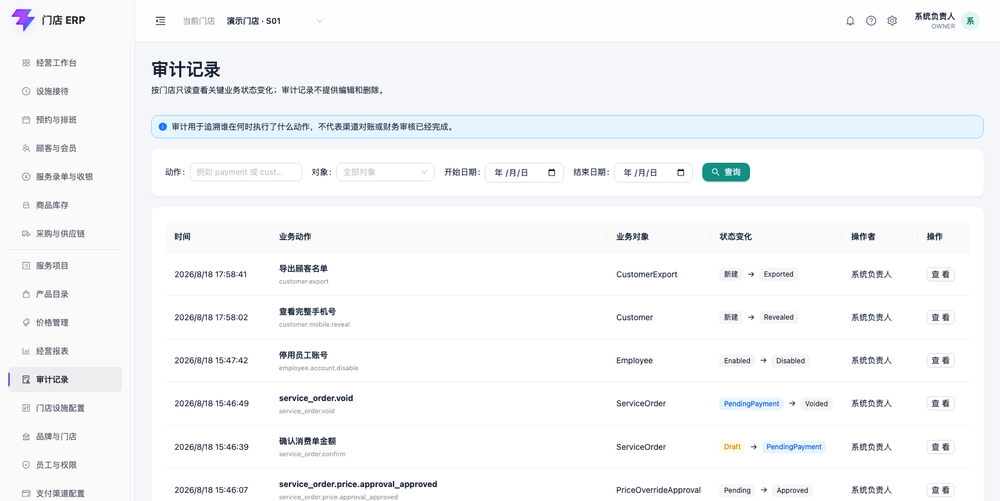 门店 ERP
当前门店 演示门店 · S01
系统负责人
OWNER
系
经营工作台
设施接待
预约与排班
顾客与会员
服务录单与收银
商品库存
采购与供应链
服务项目
产品目录
价格管理
经营报表
审计记录
门店设施配置
品牌与门店
员工与权限
支付渠道配置
审计记录
按门店只读查看关键业务状态变化；审计记录不提供编辑和删除。
审计用于追溯谁在何时执行了什么动作，不代表渠道对账或财务审核已经完成。
动作： 例如 payment 或 cust... 对象： 全部对象 开始日期： 年 /月/日 结束日期： 年 /月/日 查询
时间 业务动作 业务对象 状态变化 操作者 操作
2026/8/18 17:58:41 导出顾客名单 CustomerExport 新建 → Exported 系统负责人 查 看
customer.export
2026/8/18 17:58:02 查看完整手机号 Customer 新建 → Revealed 系统负责人 查 看
customer.mobile.reveal
2026/8/18 15:47:42 停用员工账号 Employee Enabled → Disabled 系统负责人 查 看
employee.account.disable
2026/8/18 15:46:49 service_order.void ServiceOrder PendingPayment → Voided 系统负责人 查 看
service_order.void
2026/8/18 15:46:39 确认消费单金额 ServiceOrder Draft → PendingPayment 系统负责人 查 看
service_order.confirm
2026/8/18 15:46:07 service_order.price.approval_approved PriceOverrideApproval Pending → Approved 系统负责人 查 看
service_order.price.approval_approved